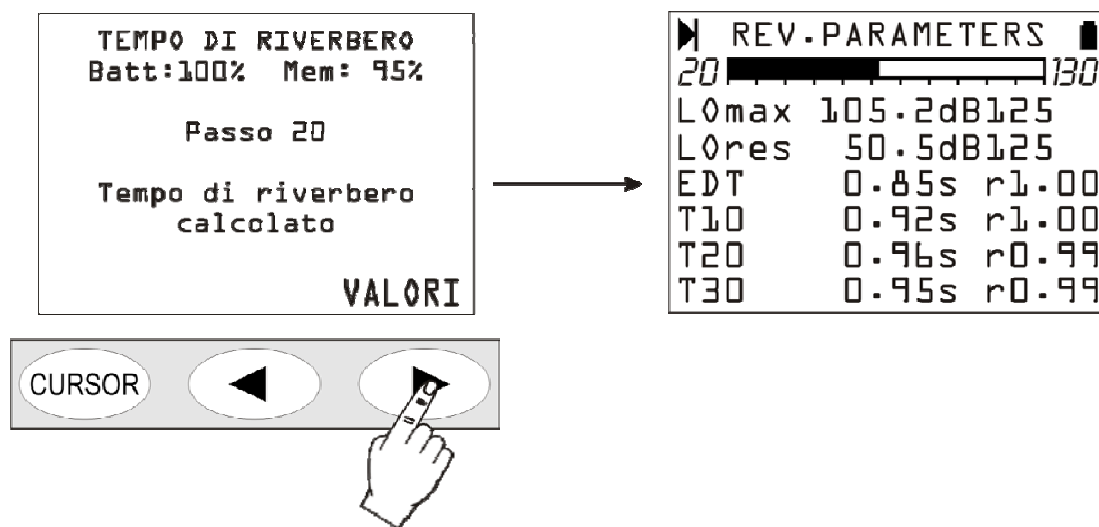 TEMPO DI RIVERBERO
Batt:100% Mem: 95%
Passo 20
Tempo di riverbero
calcolato
VALORI
CURSOR
REV.PARAMETERS
20 130
L0max 105.2dB125
L0res 50.5dB125
EDT 0.85s r1.00
T10 0.92s r1.00
T20 0.96s r0.99
T30 0.95s r0.99